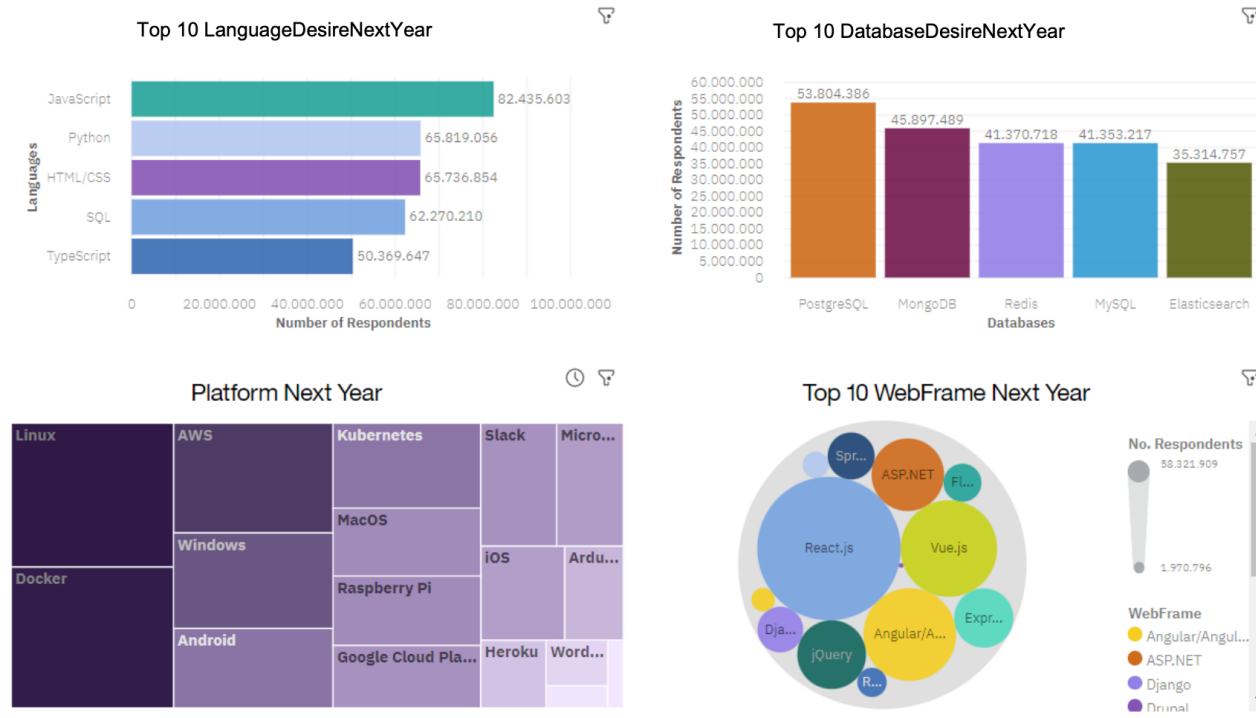 Top 10 LanguageDesireNextYear
Languages
JavaScript
82.435.603
Python
65.819.056
HTML/CSS
65.736.854
SQL
62.270.210
TypeScript
50.369.647
0 20.000.000 40.000.000 60.000.000 80.000.000 100.000.000
Number of Respondents
Top 10 DatabaseDesireNextYear
Number of Respondents
60.000.000
55.000.000
50.000.000
45.000.000
40.000.000
35.000.000
30.000.000
25.000.000
20.000.000
15.000.000
10.000.000
5.000.000
0
53.804.386
45.897.489
41.370.718
41.353.217
35.314.757
PostgreSQL MongoDB Redis MySQL Elasticsearch
Databases
Platform Next Year
Linux
Docker
AWS
Windows
Android
Kubernetes
MacOS
Raspberry Pi
Google Cloud Pla...
Slack
Micro...
iOS
Ardu...
Heroku
Word...
Top 10 WebFrame Next Year
Spr...
ASP.NET
Fl...
React.js
Vue.js
Expr...
Angular/A...
Dja...
jQuery
R...
No. Respondents
58.321.909
1.970.796
WebFrame
Angular/Angul...
ASP.NET
Django
Drupal